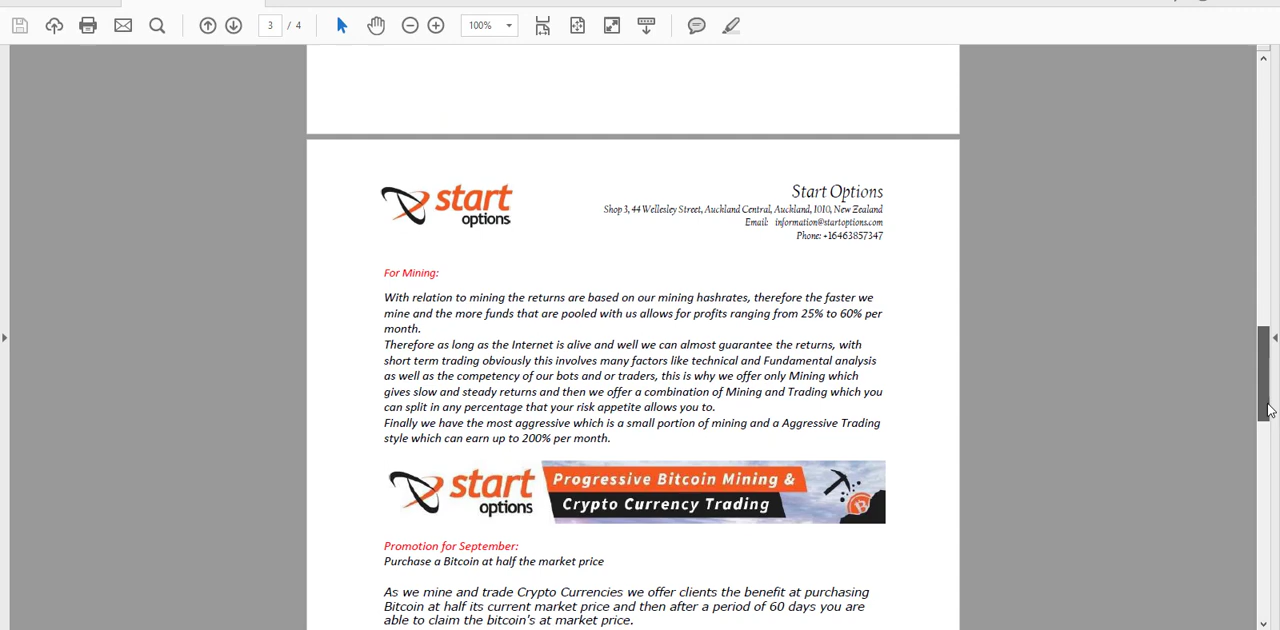 3 / 4
100%
start
options
Start Options
Shop 3, 44 Wellesley Street, Auckland Central, Auckland, 1010, New Zealand
Email: information@startoptions.com
Phone: +16463857347
For Mining:
With relation to mining the returns are based on our mining hashrates, therefore the faster we
mine and the more funds that are pooled with us allows for profits ranging from 25% to 60% per
month.
Therefore as long as the Internet is alive and well we can almost guarantee the returns, with
short term trading obviously this involves many factors like technical and Fundamental analysis
as well as the competency of our bots and or traders, this is why we offer only Mining which
gives slow and steady returns and then we offer a combination of Mining and Trading which you
can split in any percentage that your risk appetite allows you to.
Finally we have the most aggressive which is a small portion of mining and a Aggressive Trading
style which can earn up to 200% per month.
start
options
Progressive Bitcoin Mining &
Crypto Currency Trading
Promotion for September:
Purchase a Bitcoin at half the market price
As we mine and trade Crypto Currencies we offer clients the benefit at purchasing
Bitcoin at half its current market price and then after a period of 60 days you are
able to claim the bitcoin's at market price.